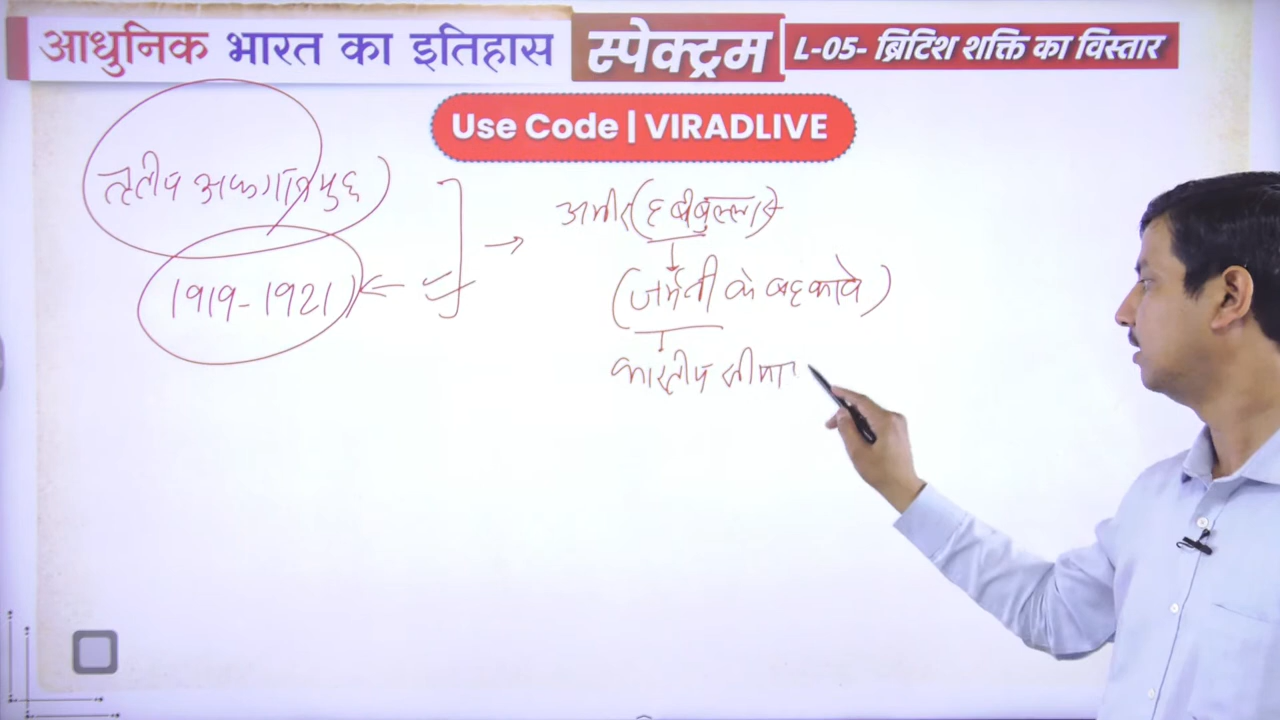 आधुनिक भारत का इतिहास स्पेक्ट्रम L-05- ब्रिटिश शक्ति का विस्तार
Use Code | VIRADLIVE
तृतीय अफगान युद्ध
1919-1921
अमीर (हबीबुल्ला)
(जर्मनी के बहकावे)
भारतीय सीमा